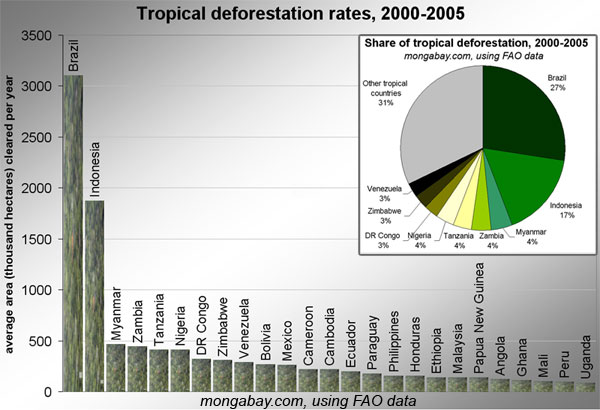 Tropical deforestation rates, 2000-2005
average area (thousand hectares) cleared per year
3500
3000
2500
2000
1500
1000
500
0
Brazil
Indonesia
Myanmar
Zambia
Tanzania
Nigeria
DR Congo
Zimbabwe
Venezuela
Bolivia
Mexico
Cameroon
Cambodia
Ecuador
Paraguay
Philippines
Honduras
Ethiopia
Malaysia
Papua New Guinea
Angola
Ghana
Mali
Peru
Uganda
Share of tropical deforestation, 2000-2005
mongabay.com, using FAO data
Brazil
27%
Indonesia
17%
Myanmar
4%
Zambia
4%
Tanzania
4%
Nigeria
4%
DR Congo
3%
Zimbabwe
3%
Venezuela
3%
Other tropical
countries
31%
mongabay.com, using FAO data